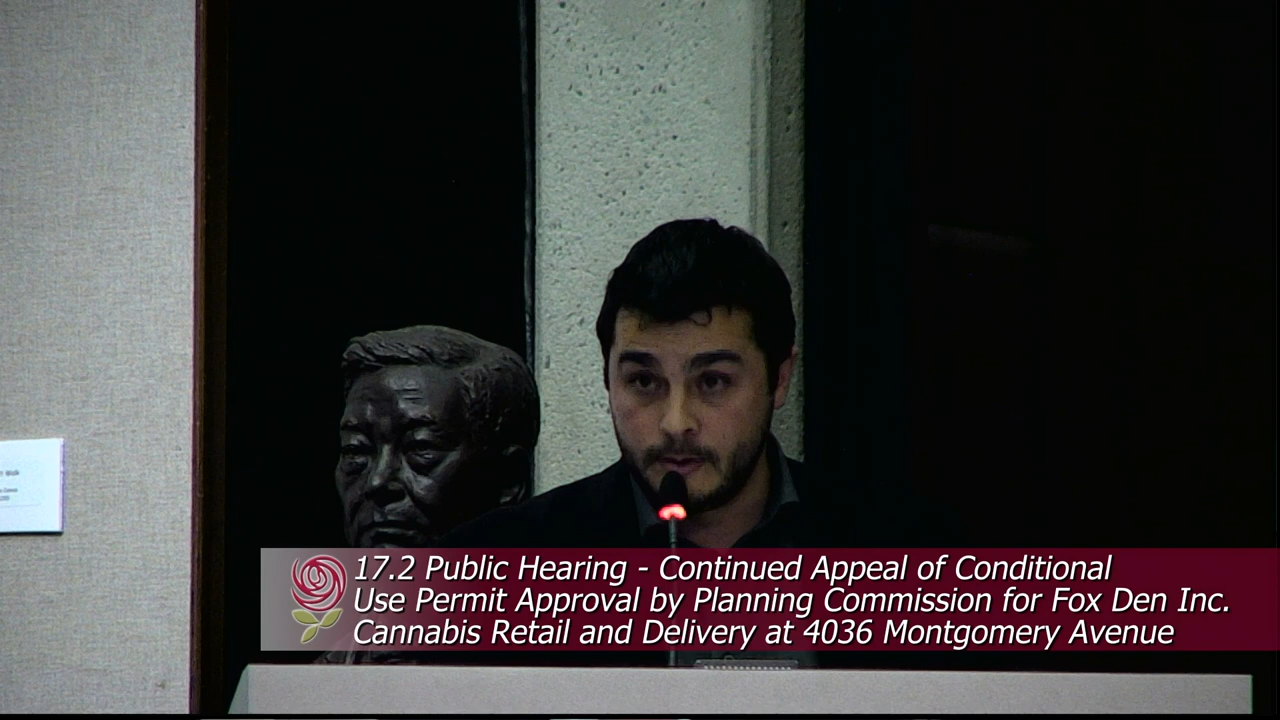 17.2 Public Hearing - Continued Appeal of Conditional
Use Permit Approval by Planning Commission for Fox Den Inc.
Cannabis Retail and Delivery at 4036 Montgomery Avenue